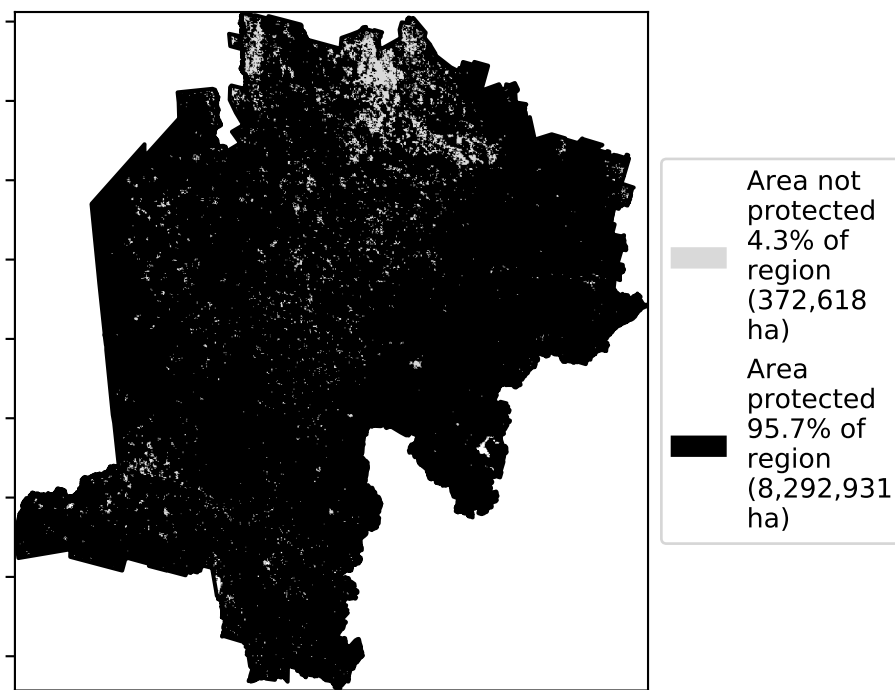 Area not
protected
4.3% of
region
(372,618
ha)
Area
protected
95.7% of
region
(8,292,931
ha)